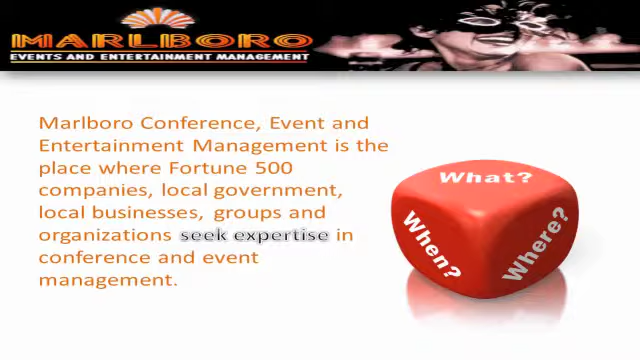 MARLBORO
EVENTS AND ENTERTAINMENT MANAGEMENT
Marlboro Conference, Event and
Entertainment Management is the
place where Fortune 500
companies, local government,
local businesses, groups and
organizations seek expertise in
conference and event
management.
What?
When?
Where?